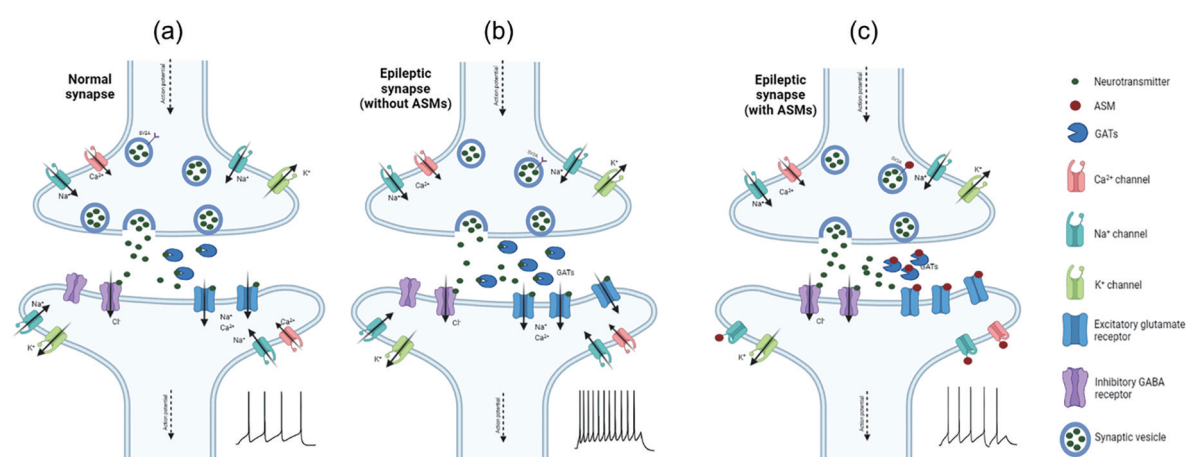 (a)
(b)
(c)
Normal
synapse
Action potential
SV2A
Ca²⁺
Na⁺
Na⁺
K⁺
Na⁺
K⁺
Cl⁻
Na⁺
Ca²⁺
Na⁺
Ca²⁺
Action potential
Epileptic
synapse
(without ASMs)
Action potential
SV2A
Ca²⁺
Na⁺
Na⁺
K⁺
GATs
K⁺
Cl⁻
Na⁺
Ca²⁺
Action potential
Epileptic
synapse
(with ASMs)
Action potential
SV2A
Ca²⁺
Na⁺
Na⁺
K⁺
GATs
K⁺
Cl⁻
Action potential
Neurotransmitter
ASM
GATs
Ca²⁺ channel
Na⁺ channel
K⁺ channel
Excitatory glutamate
receptor
Inhibitory GABA
receptor
Synaptic vesicle